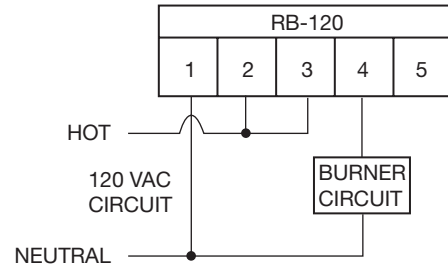 RB-120
1 2 3 4 5
HOT
120 VAC
CIRCUIT
BURNER
CIRCUIT
NEUTRAL